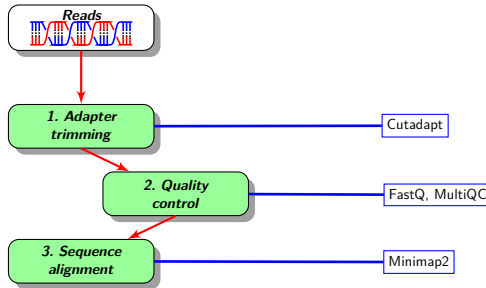 Reads
1. Adapter
trimming
Cutadapt
2. Quality
control
FastQ, MultiQC
3. Sequence
alignment
Minimap2